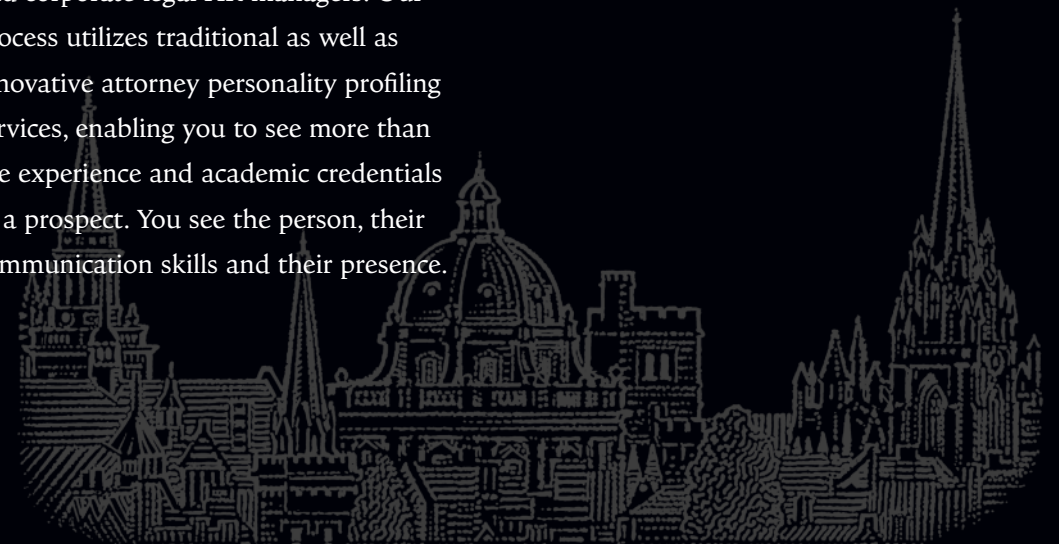 corporate legal HR managers. Our
ocess utilizes traditional as well as
novative attorney personality profiling
rvices, enabling you to see more than
e experience and academic credentials
a prospect. You see the person, their
mmunication skills and their presence.